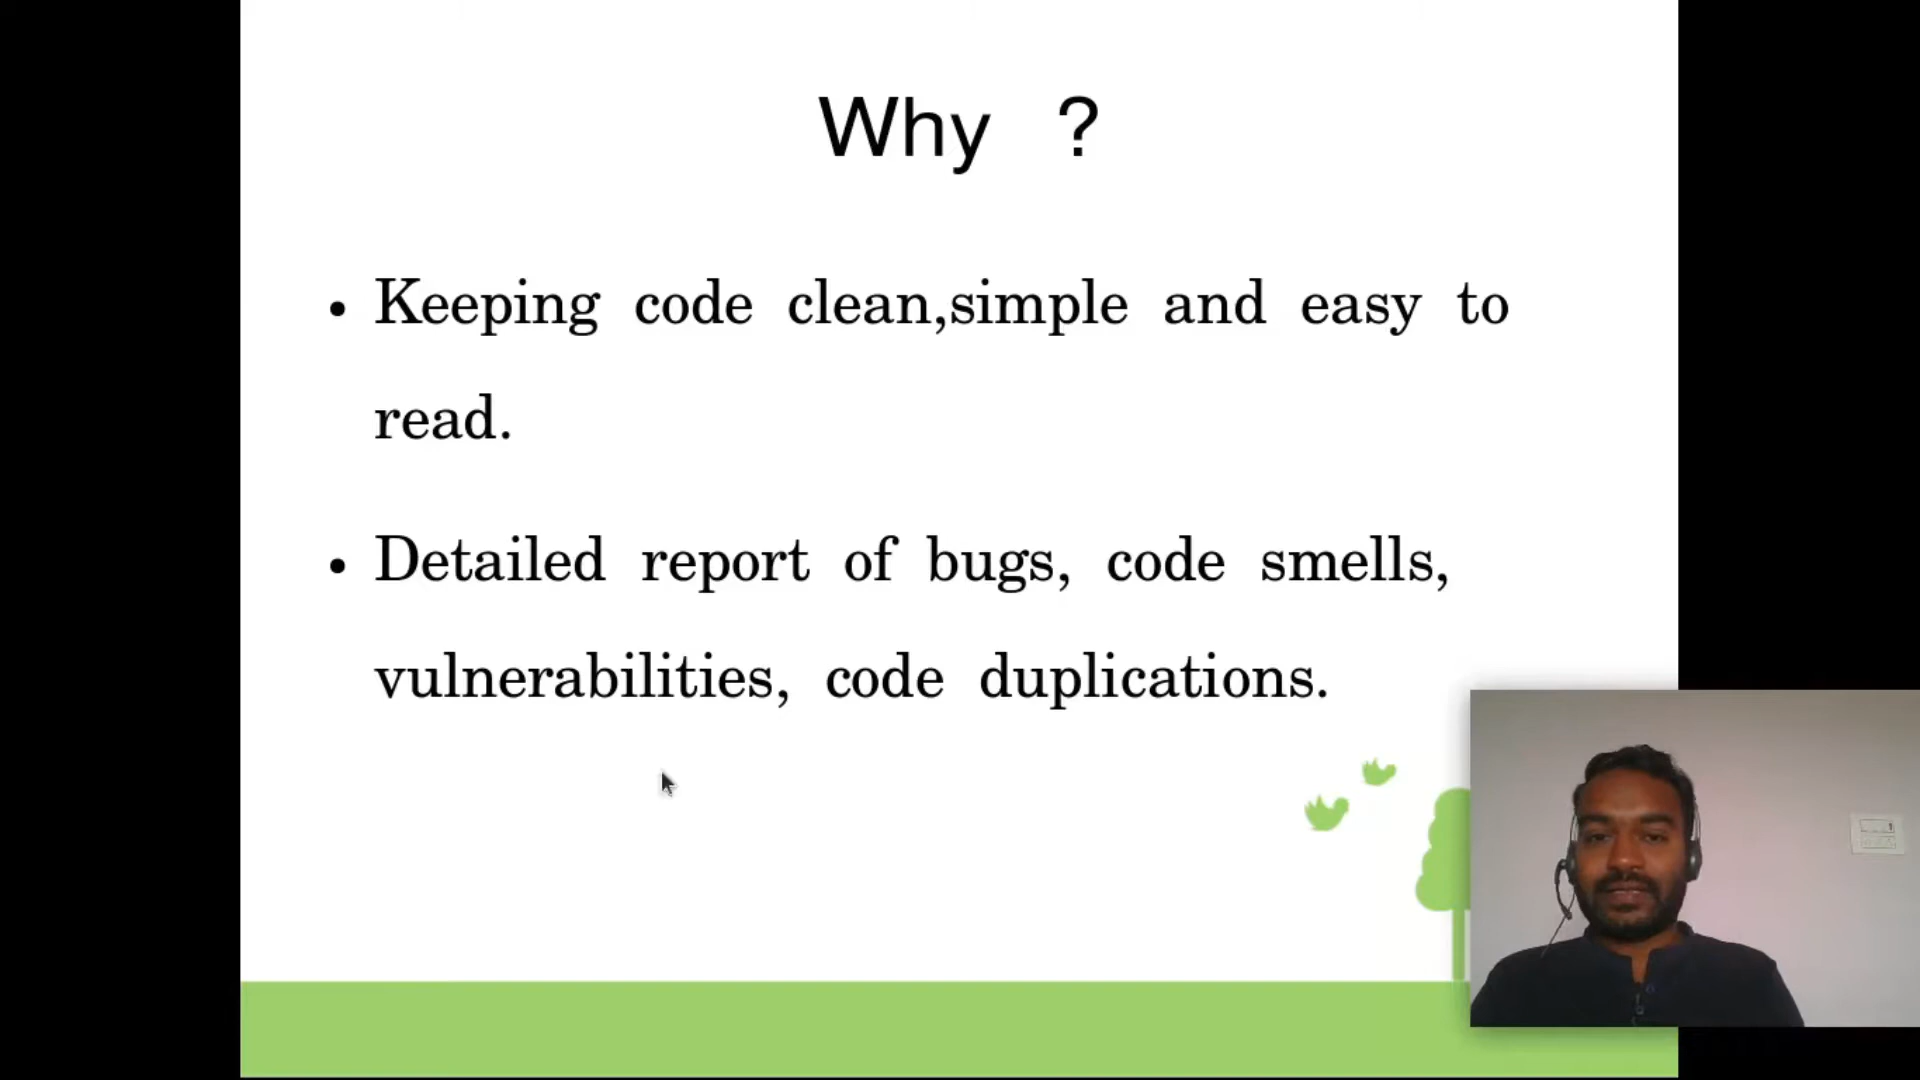 Why ?
• Keeping code clean,simple and easy to
read.
• Detailed report of bugs, code smells,
vulnerabilities, code duplications.